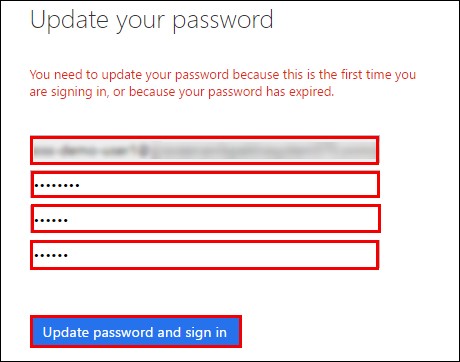 Update your password
You need to update your password because this is the first time you
are signing in, or because your password has expired.
••••••••
••••••
••••••
Update password and sign in